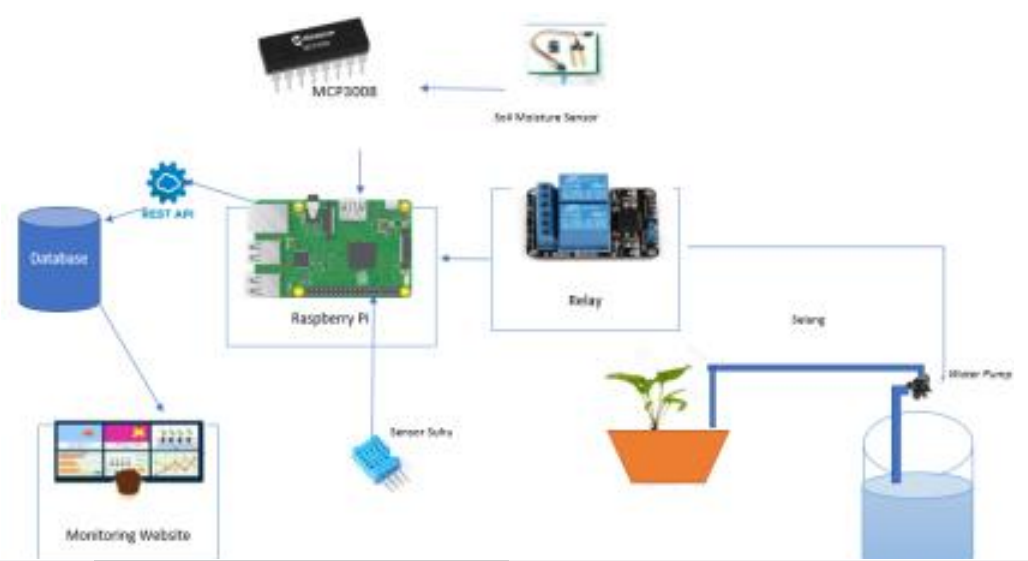 MCP3008
Soil Moisture Sensor
REST API
Database
Raspberry Pi
Relay
Selang
Water Pump
Sensor Suhu
Monitoring Website